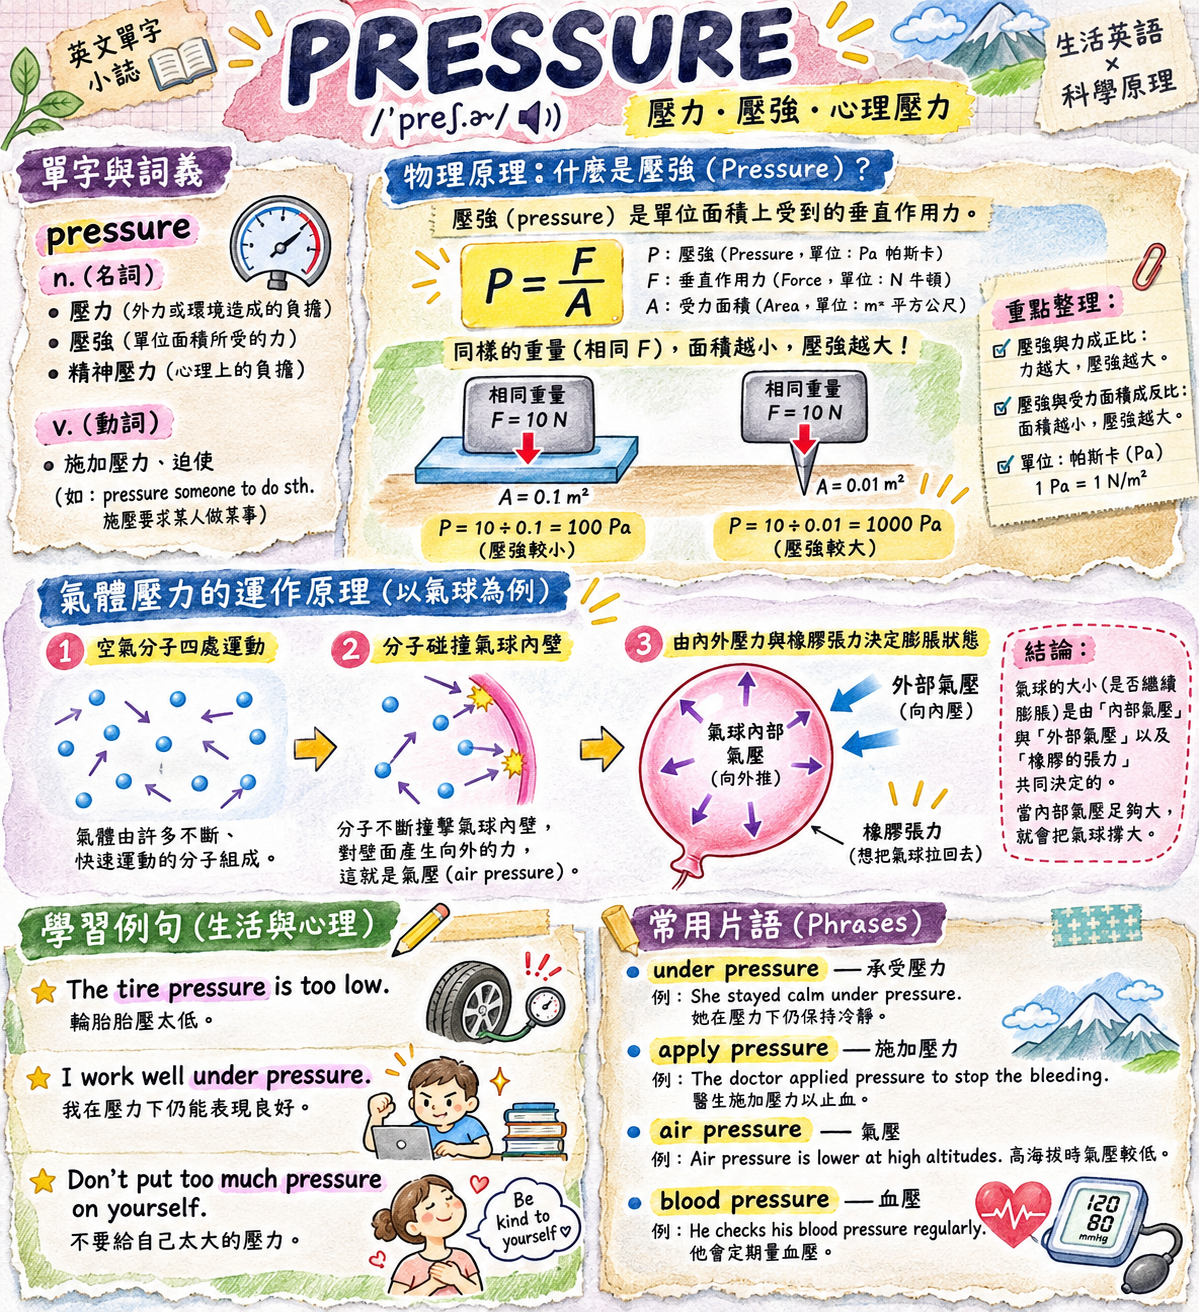 英文單字
小誌
PRESSURE
/ˈpreʃ.ɚ/
壓力・壓強・心理壓力
生活英語
×
科學原理
單字與詞義
pressure
n. (名詞)
• 壓力 (外力或環境造成的負擔)
• 壓強 (單位面積所受的力)
• 精神壓力 (心理上的負擔)
v. (動詞)
• 施加壓力、迫使
(如：pressure someone to do sth.
施壓要求某人做某事)
物理原理：什麼是壓強 (Pressure)？
壓強 (pressure) 是單位面積上受到的垂直作用力。
P = F/A
P：壓強 (Pressure，單位：Pa 帕斯卡)
F：垂直作用力 (Force，單位：N 牛頓)
A：受力面積 (Area，單位：m² 平方公尺)
同樣的重量 (相同 F)，面積越小，壓強越大！
相同重量
F = 10 N
A = 0.1 m²
P = 10 ÷ 0.1 = 100 Pa
(壓強較小)
相同重量
F = 10 N
A = 0.01 m²
P = 10 ÷ 0.01 = 1000 Pa
(壓強較大)
重點整理：
壓強與力成正比：
力越大，壓強越大。
壓強與受力面積成反比：
面積越小，壓強越大。
單位：帕斯卡 (Pa)
1 Pa = 1 N/m²
氣體壓力的運作原理 (以氣球為例)
1 空氣分子四處運動
氣體由許多不斷、
快速運動的分子組成。
2 分子碰撞氣球內壁
分子不斷撞擊氣球內壁，
對壁面產生向外的力，
這就是氣壓 (air pressure)。
3 由內外壓力與橡膠張力決定膨脹狀態
氣球內部
氣壓
(向外推)
外部氣壓
(向內壓)
橡膠張力
(想把氣球拉回去)
結論：
氣球的大小 (是否繼續
膨脹) 是由「內部氣壓」
與「外部氣壓」以及
「橡膠的張力」
共同決定的。
當內部氣壓足夠大，
就會把氣球撐大。
學習例句 (生活與心理)
The tire pressure is too low.
輪胎胎壓太低。
I work well under pressure.
我在壓力下仍能表現良好。
Don't put too much pressure
on yourself.
不要給自己太大的壓力。
Be
kind to
yourself ♡
常用片語 (Phrases)
• under pressure — 承受壓力
例：She stayed calm under pressure.
她在壓力下仍保持冷靜。
• apply pressure — 施加壓力
例：The doctor applied pressure to stop the bleeding.
醫生施加壓力以止血。
• air pressure — 氣壓
例：Air pressure is lower at high altitudes. 高海拔時氣壓較低。
• blood pressure — 血壓
例：He checks his blood pressure regularly.
他會定期量血壓。
120
80
mmHg